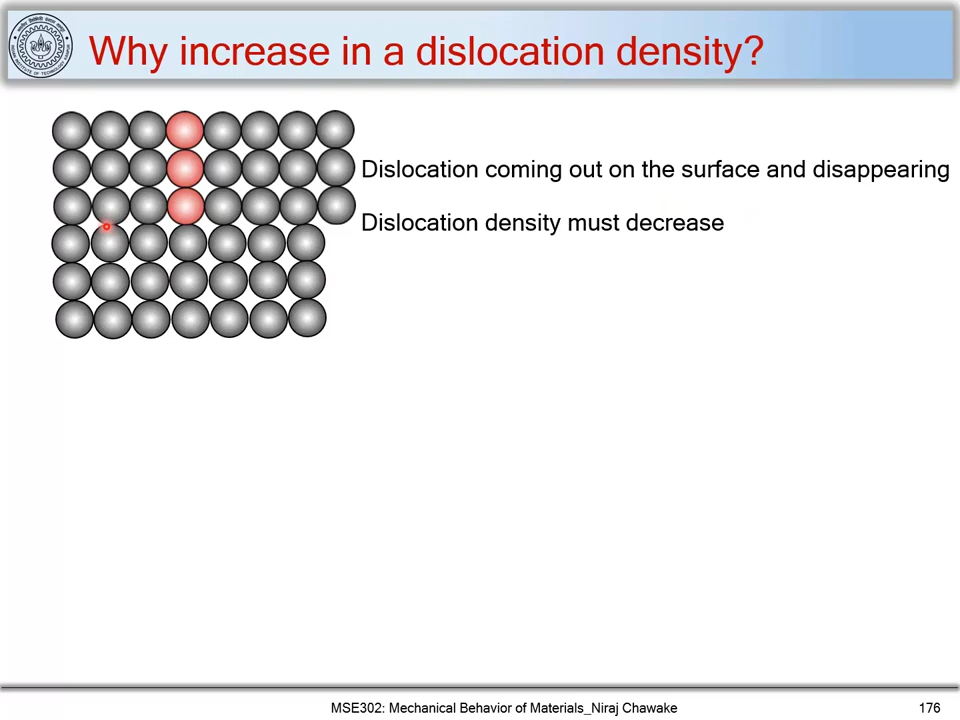 Why increase in a dislocation density?
Dislocation coming out on the surface and disappearing
Dislocation density must decrease
MSE302: Mechanical Behavior of Materials_Niraj Chawake
176